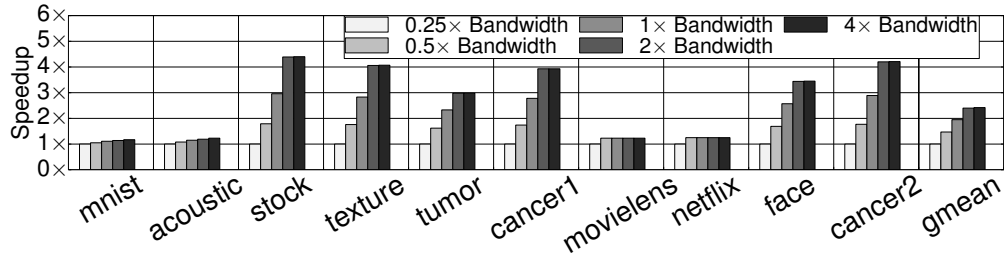 6×
5×
4×
3×
2×
1×
0×
Speedup
0.25× Bandwidth
1× Bandwidth
4× Bandwidth
0.5× Bandwidth
2× Bandwidth
mnist
acoustic
stock
texture
tumor
cancer1
movielens
netflix
face
cancer2
gmean